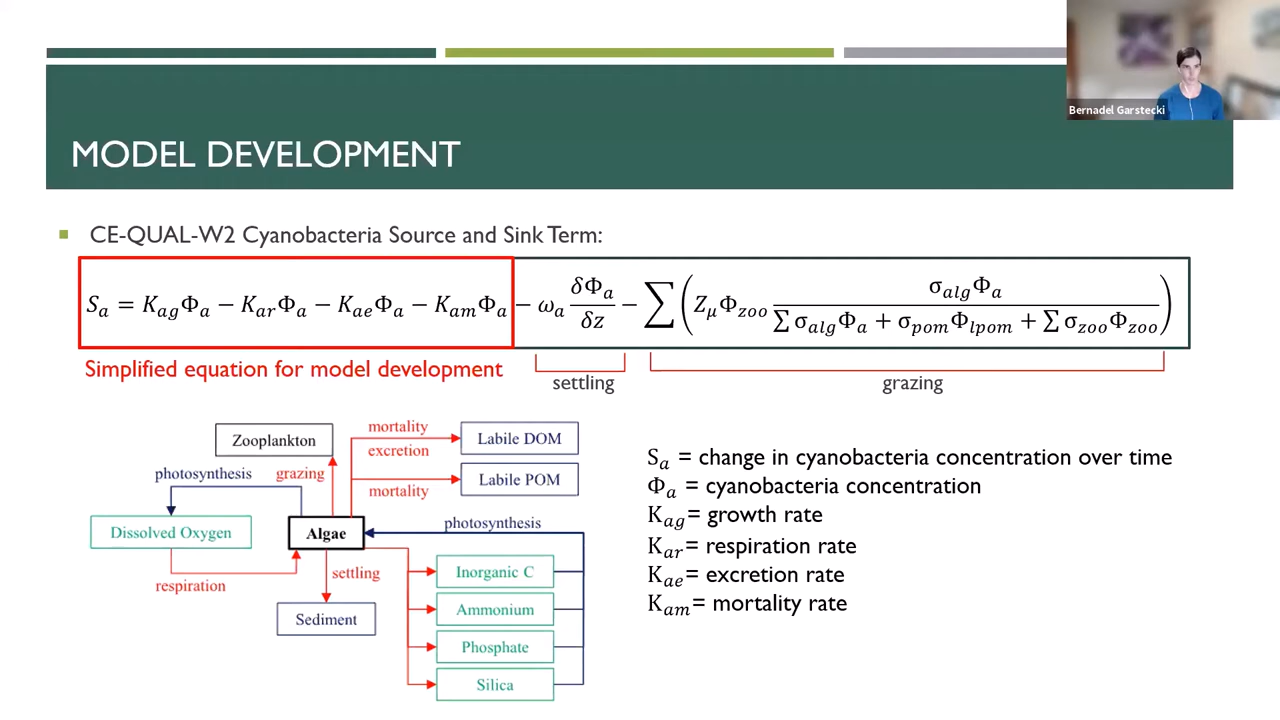 Bernadel Garstecki
MODEL DEVELOPMENT
CE-QUAL-W2 Cyanobacteria Source and Sink Term:
S_a = K_ag Φ_a − K_ar Φ_a − K_ae Φ_a − K_am Φ_a − ω_a δΦ_a/δz − ∑ ( Z_μ Φ_zoo σ_alg Φ_a / (∑ σ_alg Φ_a + σ_pom Φ_lpom + ∑ σ_zoo Φ_zoo) )
Simplified equation for model development
settling
grazing
Zooplankton
mortality
excretion
Labile DOM
photosynthesis
grazing
mortality
Labile POM
Dissolved Oxygen
Algae
photosynthesis
respiration
settling
Sediment
Inorganic C
Ammonium
Phosphate
Silica
S_a = change in cyanobacteria concentration over time
Φ_a = cyanobacteria concentration
K_ag= growth rate
K_ar= respiration rate
K_ae= excretion rate
K_am= mortality rate